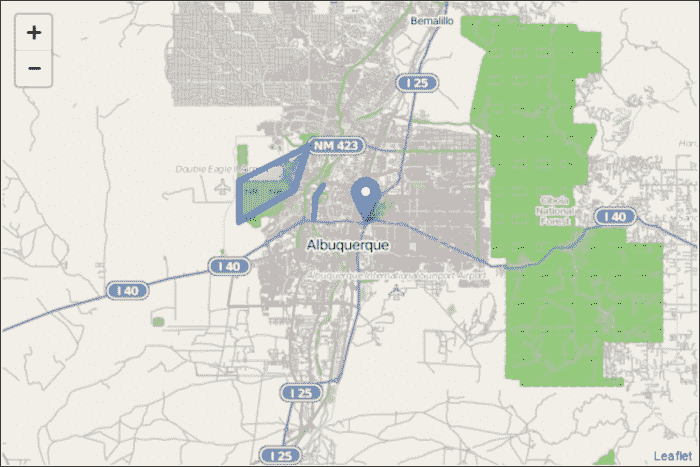 +
−
Bernalillo
I 25
NM 423
Double Eagle II Airport
Cibola
National
Forest
I 40
Albuquerque
Albuquerque International Sunport Airport
I 40
I 40
I 25
I 25
Leaflet